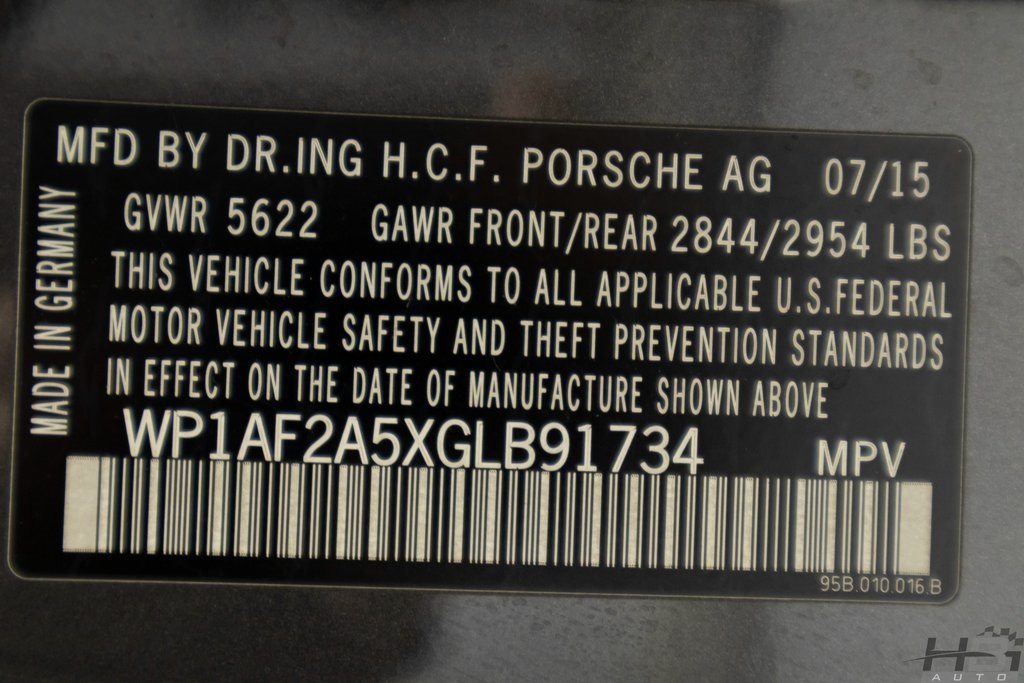 MFD BY DR.ING H.C.F. PORSCHE AG 07/15
GVWR 5622 GAWR FRONT/REAR 2844/2954 LBS
THIS VEHICLE CONFORMS TO ALL APPLICABLE U.S.FEDERAL
MOTOR VEHICLE SAFETY AND THEFT PREVENTION STANDARDS
IN EFFECT ON THE DATE OF MANUFACTURE SHOWN ABOVE
WP1AF2A5XGLB91734 MPV
95B.010.016.B
MADE IN GERMANY
AUTO